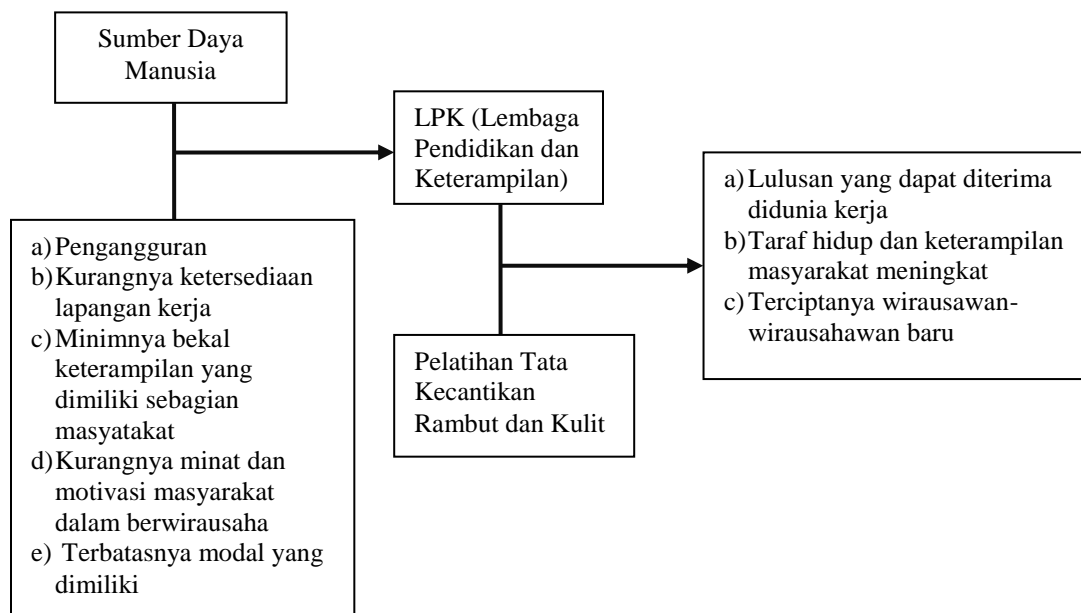 Sumber Daya
Manusia
LPK (Lembaga
Pendidikan dan
Keterampilan)
a) Pengangguran
b) Kurangnya ketersediaan
lapangan kerja
c) Minimnya bekal
keterampilan yang
dimiliki sebagian
masyatakat
d) Kurangnya minat dan
motivasi masyarakat
dalam berwirausaha
e) Terbatasnya modal yang
dimiliki
Pelatihan Tata
Kecantikan
Rambut dan Kulit
a) Lulusan yang dapat diterima
didunia kerja
b) Taraf hidup dan keterampilan
masyarakat meningkat
c) Terciptanya wirausawan-
wirausahawan baru